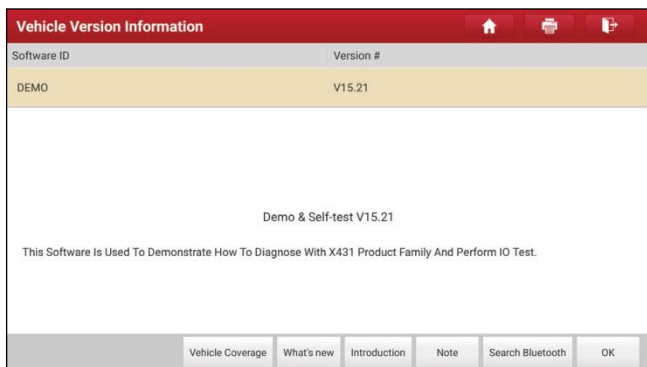 Vehicle Version Information
Software ID Version #
DEMO V15.21
Demo & Self-test V15.21
This Software Is Used To Demonstrate How To Diagnose With X431 Product Family And Perform IO Test.
Vehicle Coverage What's new Introduction Note Search Bluetooth OK